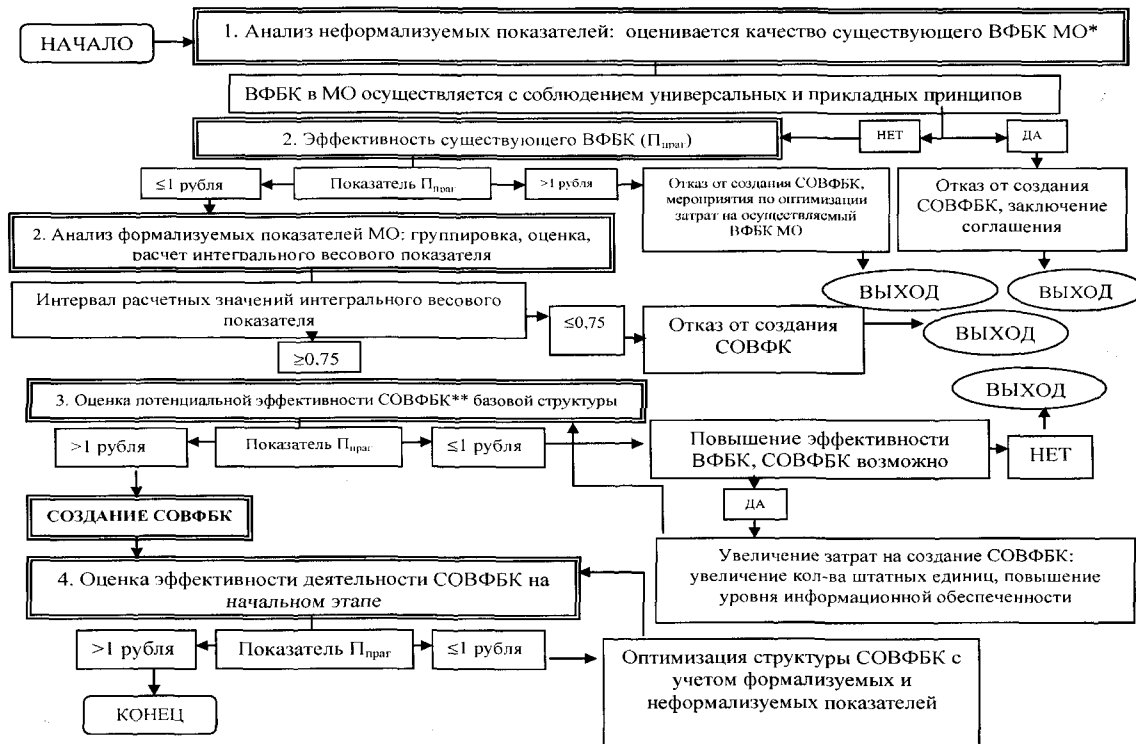 НАЧАЛО
1. Анализ неформализуемых показателей: оценивается качество существующего ВФБК МО*
ВФБК в МО осуществляется с соблюдением универсальных и прикладных принципов
2. Эффективность существующего ВФБК (Ппраг)
НЕТ
ДА
≤1 рубля
Показатель Ппраг
>1 рубля
Отказ от создания СОВФБК,
мероприятия по оптимизации
затрат на осуществляемый
ВФБК МО
Отказ от создания
СОВФБК, заключение
соглашения
2. Анализ формализуемых показателей МО: группировка, оценка,
расчет интегрального весового показателя
ВЫХОД
ВЫХОД
Интервал расчетных значений интегрального весового
показателя
≤0,75
Отказ от создания
СОВФК
ВЫХОД
≥0,75
ВЫХОД
3. Оценка потенциальной эффективности СОВФБК** базовой структуры
>1 рубля
Показатель Ппраг
≤1 рубля
Повышение эффективности
ВФБК, СОВФБК возможно
НЕТ
ДА
СОЗДАНИЕ СОВФБК
Увеличение затрат на создание СОВФБК:
увеличение кол-ва штатных единиц, повышение
уровня информационной обеспеченности
4. Оценка эффективности деятельности СОВФБК на
начальном этапе
>1 рубля
Показатель Ппраг
≤1 рубля
Оптимизация структуры СОВФБК с
учетом формализуемых и
неформализуемых показателей
КОНЕЦ